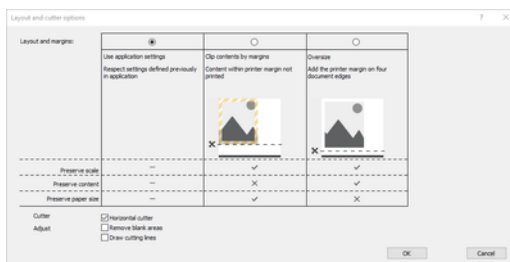 Layout and cutter options
Layout and margins:
Use application settings
Respect settings defined previously
in application
Clip contents by margins
Content within printer margin not
printed
Oversize
Add the printer margin on four
document edges
Preserve scale
Preserve content
Preserve paper size
Cutter
Horizontal cutter
Adjust
Remove blank areas
Draw cutting lines
OK
Cancel